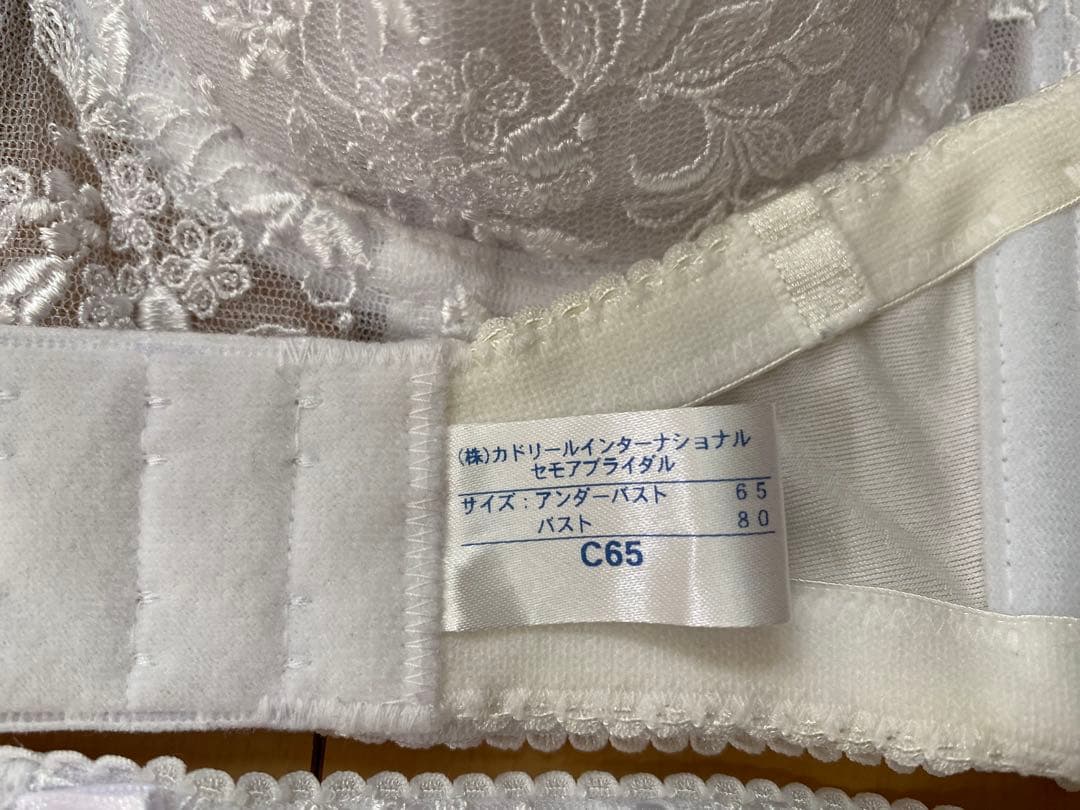 (株)カドリールインターナショナル
セモアブライダル
サイズ:アンダーバスト 65
バスト 80
C65